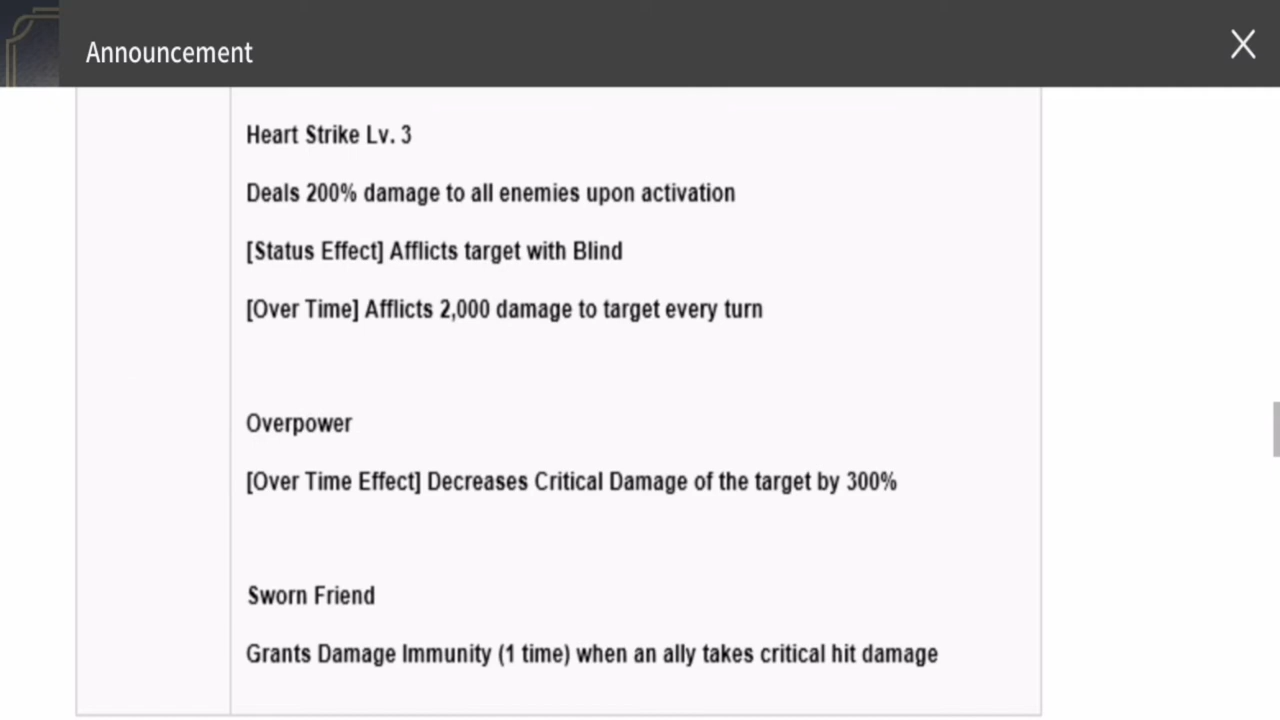 Announcement
Heart Strike Lv. 3
Deals 200% damage to all enemies upon activation
[Status Effect] Afflicts target with Blind
[Over Time] Afflicts 2,000 damage to target every turn
Overpower
[Over Time Effect] Decreases Critical Damage of the target by 300%
Sworn Friend
Grants Damage Immunity (1 time) when an ally takes critical hit damage